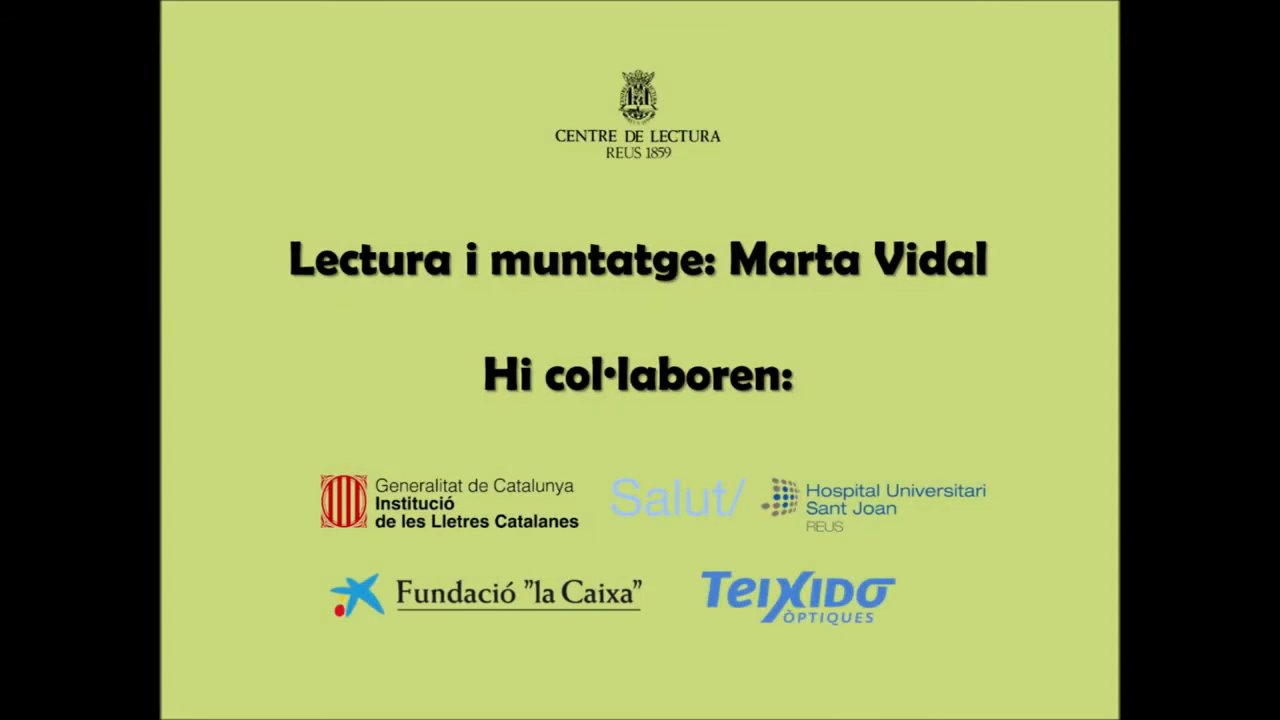 CENTRE DE LECTURA
REUS 1859
Lectura i muntatge: Marta Vidal
Hi col·laboren:
Generalitat de Catalunya
Institució
de les Lletres Catalanes
Salut/
Hospital Universitari
Sant Joan
REUS
Fundació "la Caixa"
TEIXIDO
ÒPTIQUES